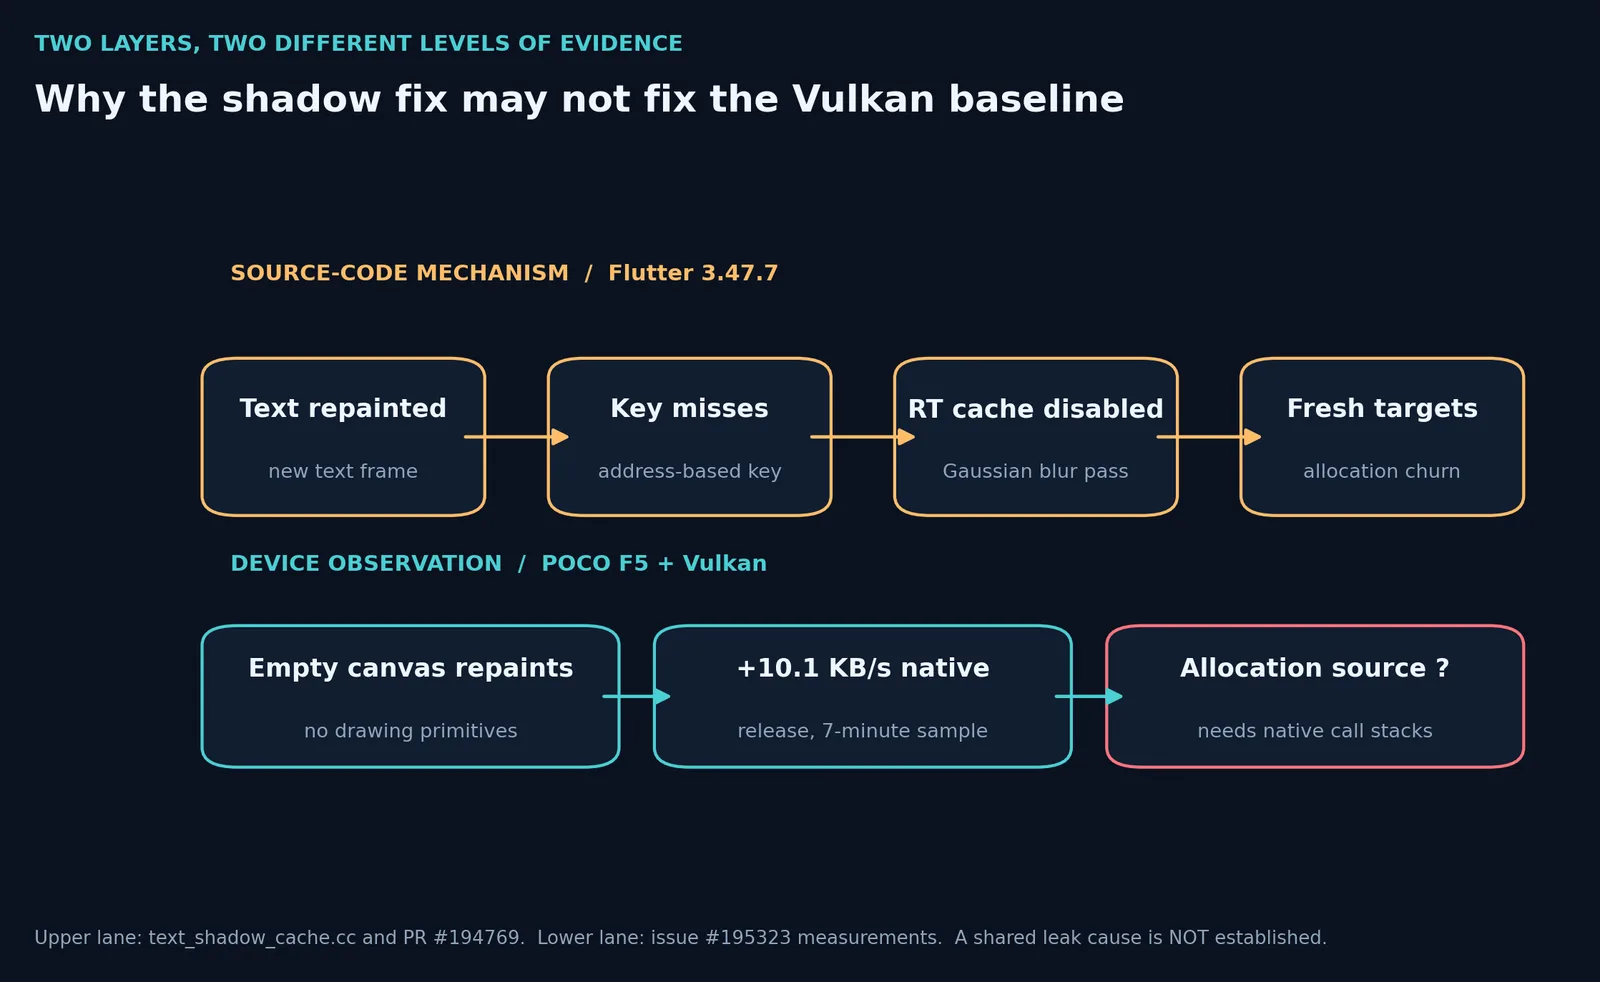 TWO LAYERS, TWO DIFFERENT LEVELS OF EVIDENCE
Why the shadow fix may not fix the Vulkan baseline
SOURCE-CODE MECHANISM / Flutter 3.47.7
Text repainted
new text frame
Key misses
address-based key
RT cache disabled
Gaussian blur pass
Fresh targets
allocation churn
DEVICE OBSERVATION / POCO F5 + Vulkan
Empty canvas repaints
no drawing primitives
+10.1 KB/s native
release, 7-minute sample
Allocation source ?
needs native call stacks
Upper lane: text_shadow_cache.cc and PR #194769. Lower lane: issue #195323 measurements. A shared leak cause is NOT established.